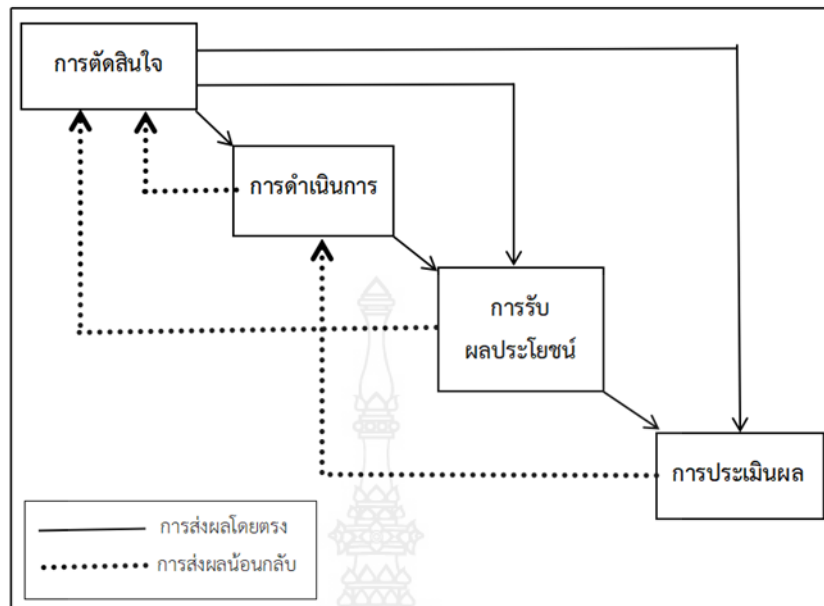 การตัดสินใจ
การดำเนินการ
การรับ
ผลประโยชน์
การประเมินผล
การส่งผลโดยตรง
การส่งผลน้อนกลับ